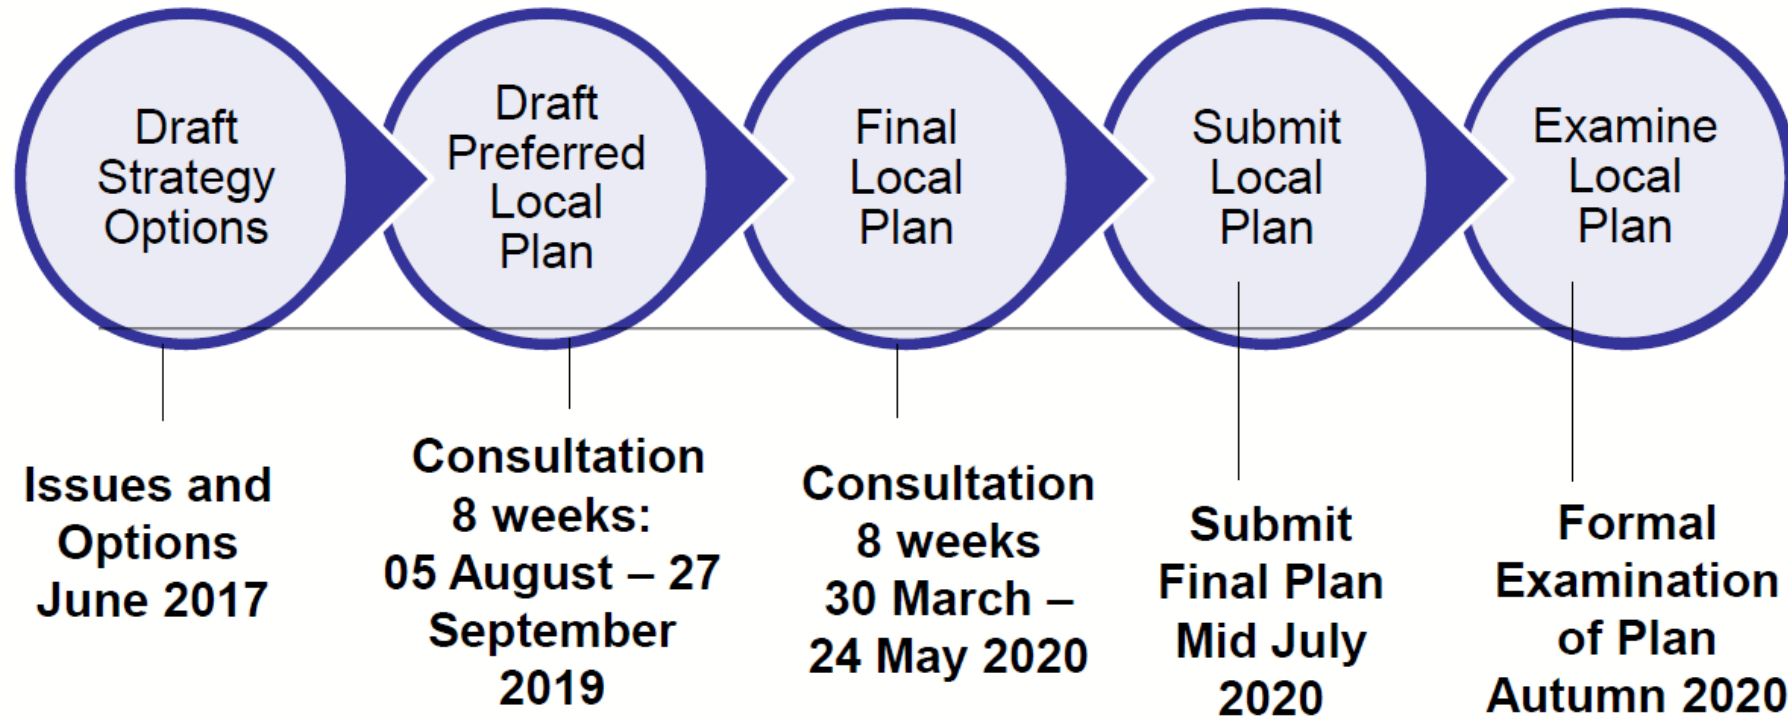 Draft
Strategy
Options
Draft
Preferred
Local
Plan
Final
Local
Plan
Submit
Local
Plan
Examine
Local
Plan
Issues and
Options
June 2017
Consultation
8 weeks:
05 August – 27
September
2019
Consultation
8 weeks
30 March –
24 May 2020
Submit
Final Plan
Mid July
2020
Formal
Examination
of Plan
Autumn 2020